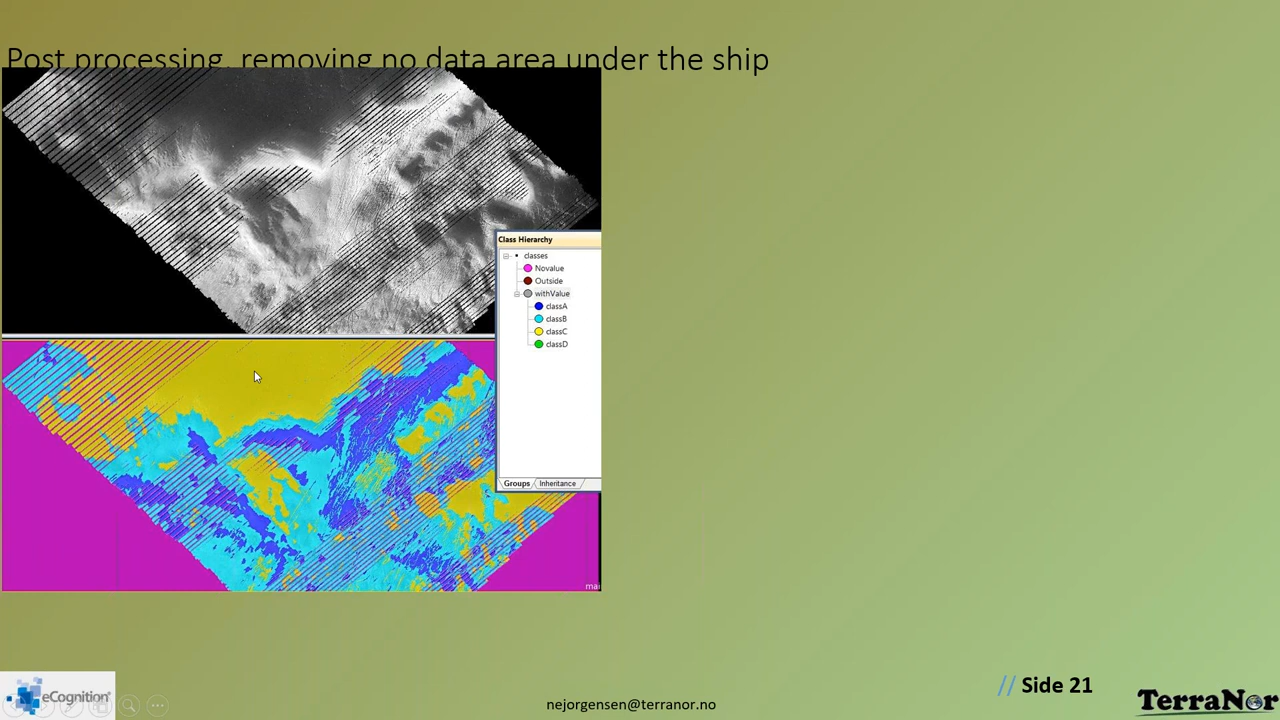 Post processing, removing no data area under the ship
Class Hierarchy
classes
Novalue
Outside
withValue
classA
classB
classC
classD
Groups Inheritance
mai
// Side 21
eCognition
nejorgensen@terranor.no
TerraNor